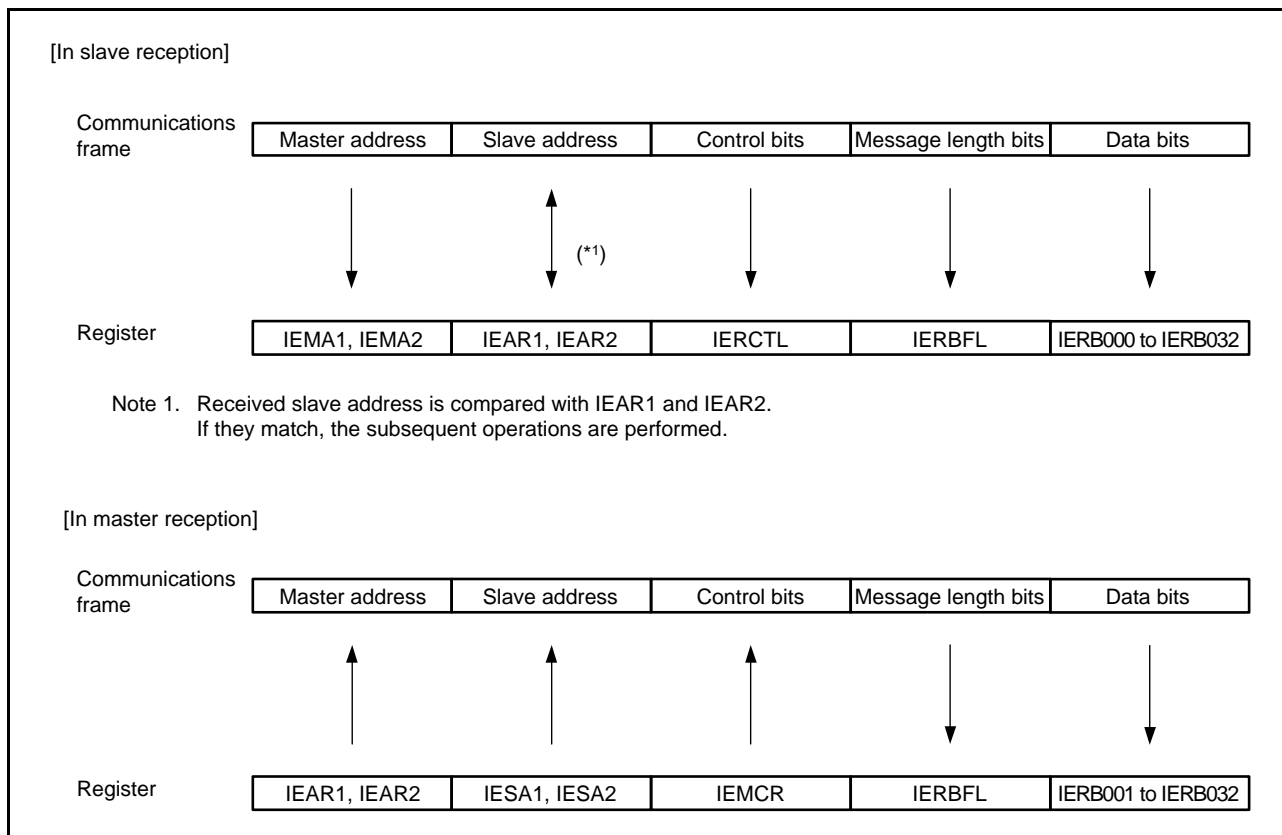 [In slave reception]
Communications
frame
Master address Slave address Control bits Message length bits Data bits
(*1)
Register IEMA1, IEMA2 IEAR1, IEAR2 IERCTL IERBFL IERB000 to IERB032
Note 1. Received slave address is compared with IEAR1 and IEAR2.
If they match, the subsequent operations are performed.
[In master reception]
Communications
frame
Master address Slave address Control bits Message length bits Data bits
Register IEAR1, IEAR2 IESA1, IESA2 IEMCR IERBFL IERB001 to IERB032